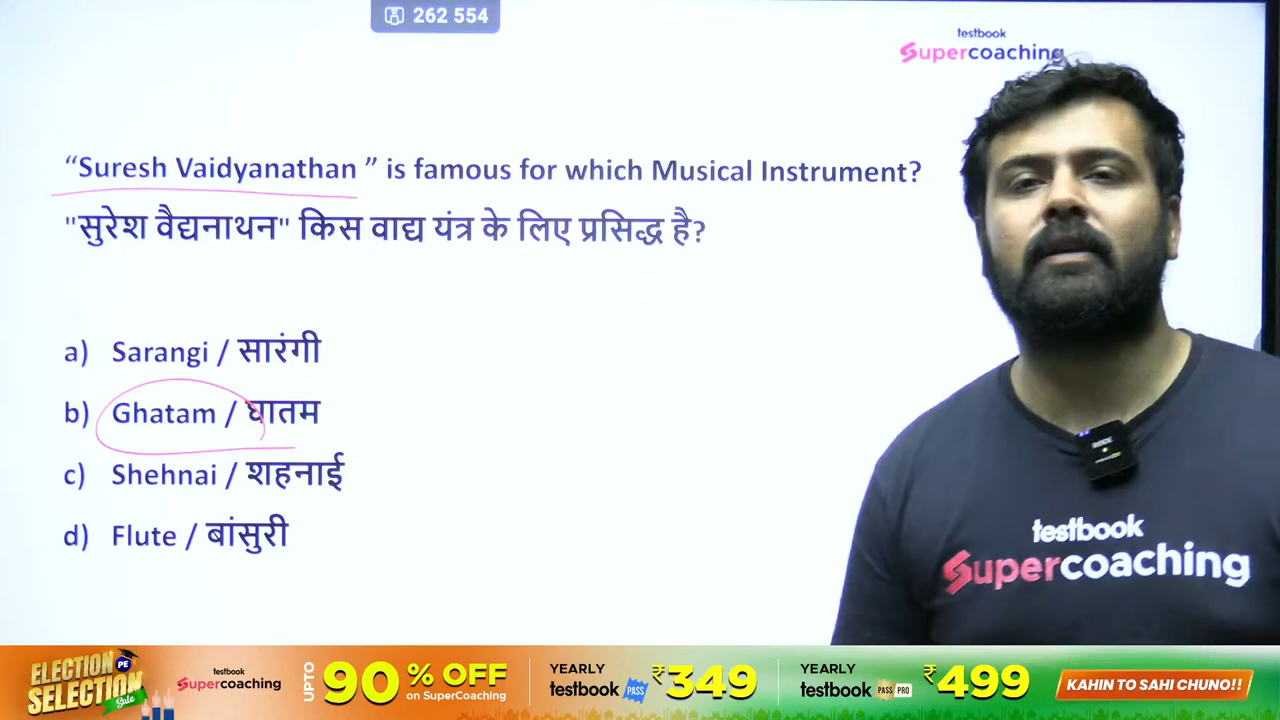 262 554
testbook
Supercoaching
“Suresh Vaidyanathan ” is famous for which Musical Instrument?
"सुरेश वैद्यनाथन" किस वाद्य यंत्र के लिए प्रसिद्ध है?
a) Sarangi / सारंगी
b) Ghatam / घातम
c) Shehnai / शहनाई
d) Flute / बांसुरी
testbook
Supercoaching
ELECTION PE
SELECTION
Sale
testbook
Supercoaching
UPTO 90% OFF
on SuperCoaching
YEARLY
testbook PASS ₹349
YEARLY
testbook PASS PRO ₹499
KAHIN TO SAHI CHUNO!!